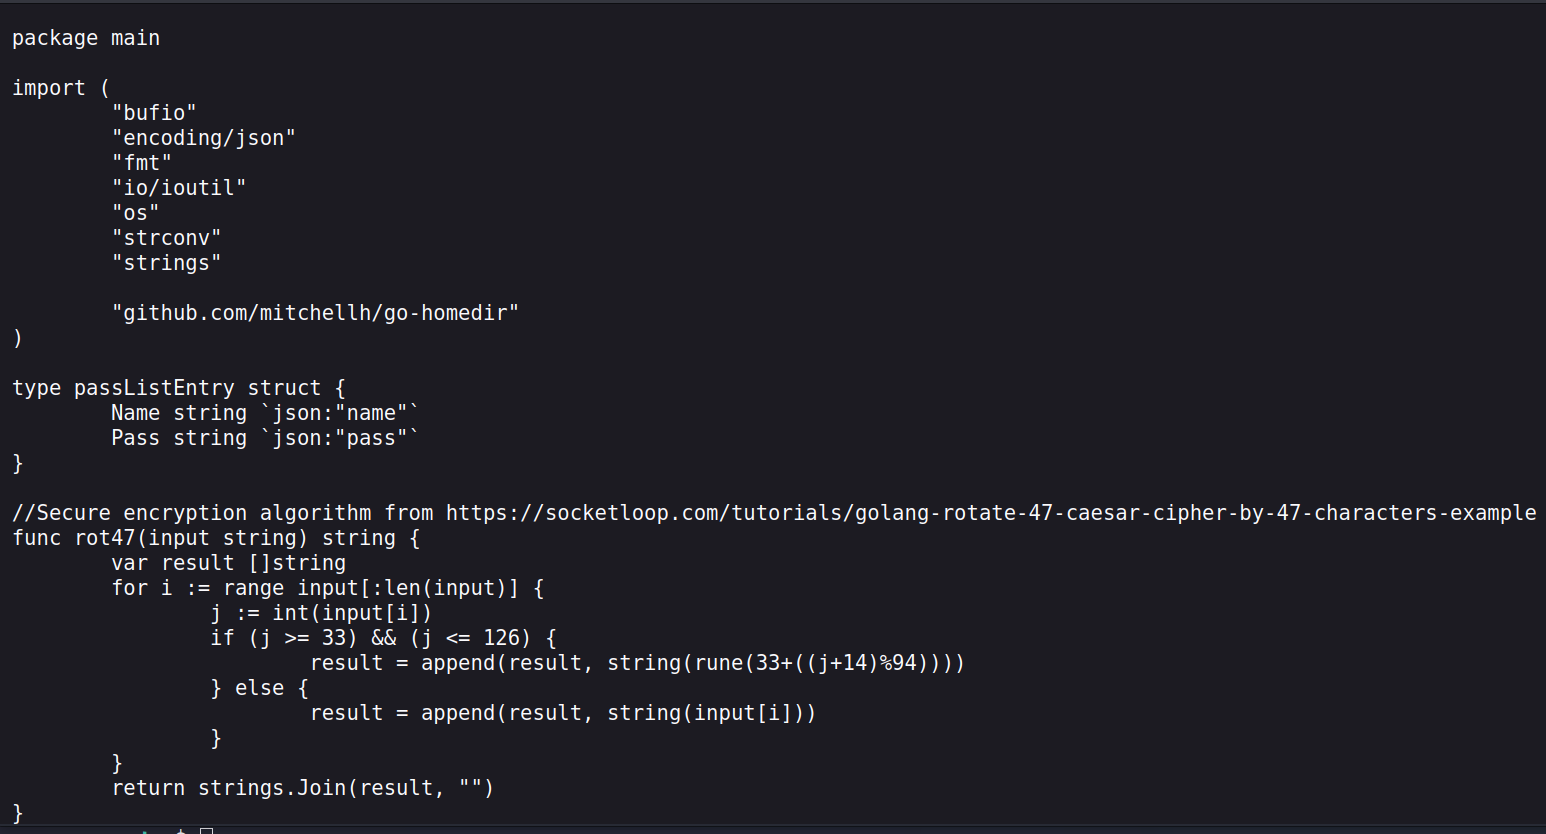 package main

import (
        "bufio"
        "encoding/json"
        "fmt"
        "io/ioutil"
        "os"
        "strconv"
        "strings"

        "github.com/mitchellh/go-homedir"
)

type passListEntry struct {
        Name string `json:"name"`
        Pass string `json:"pass"`
}

//Secure encryption algorithm from https://socketloop.com/tutorials/golang-rotate-47-caesar-cipher-by-47-characters-example
func rot47(input string) string {
        var result []string
        for i := range input[:len(input)] {
                j := int(input[i])
                if (j >= 33) && (j <= 126) {
                        result = append(result, string(rune(33+((j+14)%94))))
                } else {
                        result = append(result, string(input[i]))
                }
        }
        return strings.Join(result, "")
}